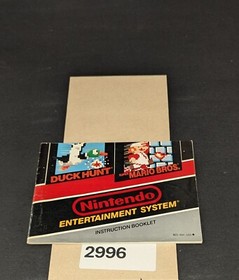 DUCK HUNT
SUPER MARIO BROS.
Nintendo
ENTERTAINMENT SYSTEM
INSTRUCTION BOOKLET
2996